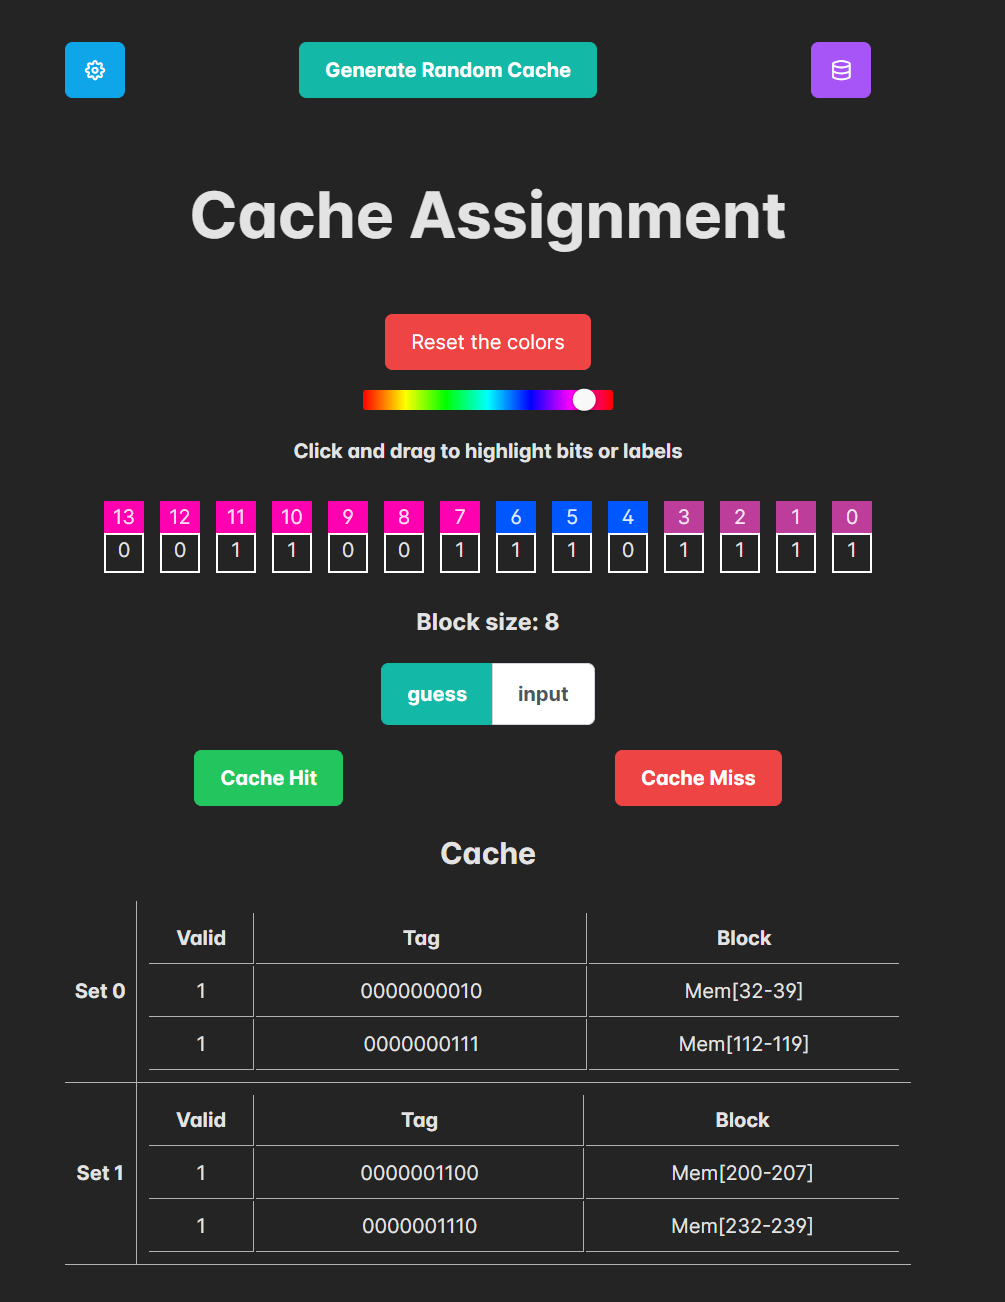 Generate Random Cache
Cache Assignment
Reset the colors
Click and drag to highlight bits or labels
13 12 11 10 9 8 7 6 5 4 3 2 1 0
0 0 1 1 0 0 1 1 1 0 1 1 1 1
Block size: 8
guess input
Cache Hit Cache Miss
Cache
Valid Tag Block
Set 0 1 0000000010 Mem[32-39]
1 0000000111 Mem[112-119]
Valid Tag Block
Set 1 1 0000001100 Mem[200-207]
1 0000001110 Mem[232-239]